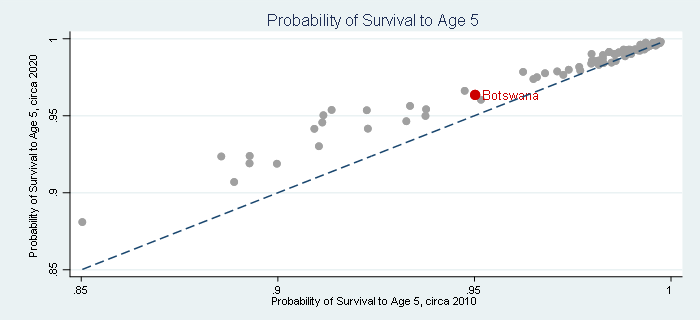 Probability of Survival to Age 5
Probability of Survival to Age 5, circa 2020
1
.95
.9
.85
Botswana
.85
.9
.95
1
Probability of Survival to Age 5, circa 2010